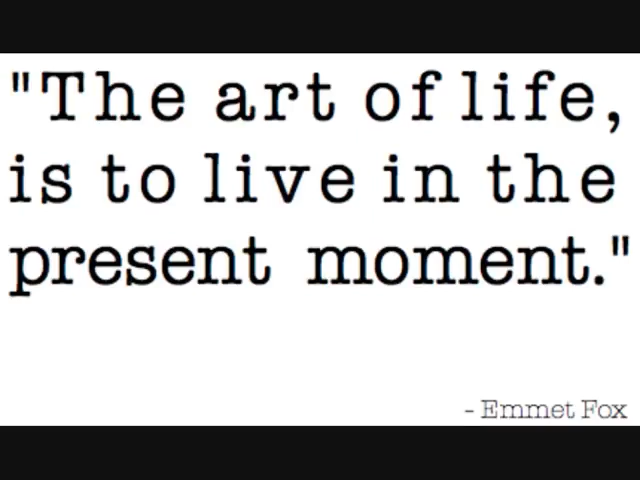 "The art of life,
is to live in the
present moment."
- Emmet Fox